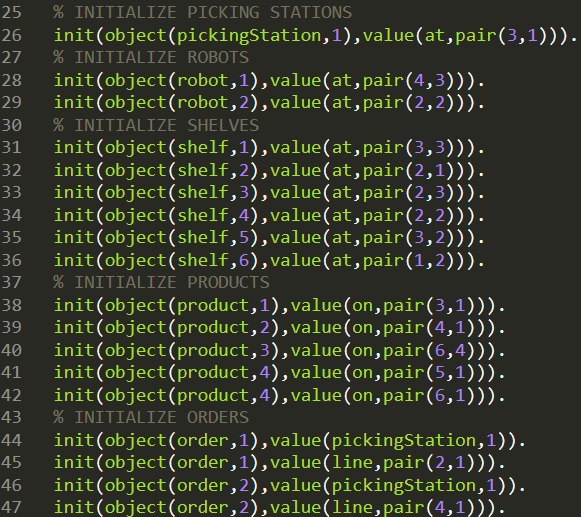 25 % INITIALIZE PICKING STATIONS
26 init(object(pickingStation,1),value(at,pair(3,1))).
27 % INITIALIZE ROBOTS
28 init(object(robot,1),value(at,pair(4,3))).
29 init(object(robot,2),value(at,pair(2,2))).
30 % INITIALIZE SHELVES
31 init(object(shelf,1),value(at,pair(3,3))).
32 init(object(shelf,2),value(at,pair(2,1))).
33 init(object(shelf,3),value(at,pair(2,3))).
34 init(object(shelf,4),value(at,pair(2,2))).
35 init(object(shelf,5),value(at,pair(3,2))).
36 init(object(shelf,6),value(at,pair(1,2))).
37 % INITIALIZE PRODUCTS
38 init(object(product,1),value(on,pair(3,1))).
39 init(object(product,2),value(on,pair(4,1))).
40 init(object(product,3),value(on,pair(6,4))).
41 init(object(product,4),value(on,pair(5,1))).
42 init(object(product,4),value(on,pair(6,1))).
43 % INITIALIZE ORDERS
44 init(object(order,1),value(pickingStation,1)).
45 init(object(order,1),value(line,pair(2,1))).
46 init(object(order,2),value(pickingStation,1)).
47 init(object(order,2),value(line,pair(4,1))).